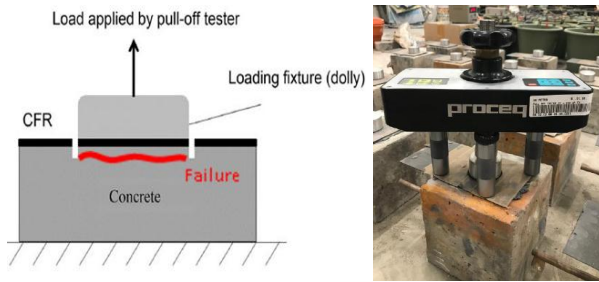 Load applied by pull-off tester
Loading fixture (dolly)
CFR
Failure
Concrete
proceq